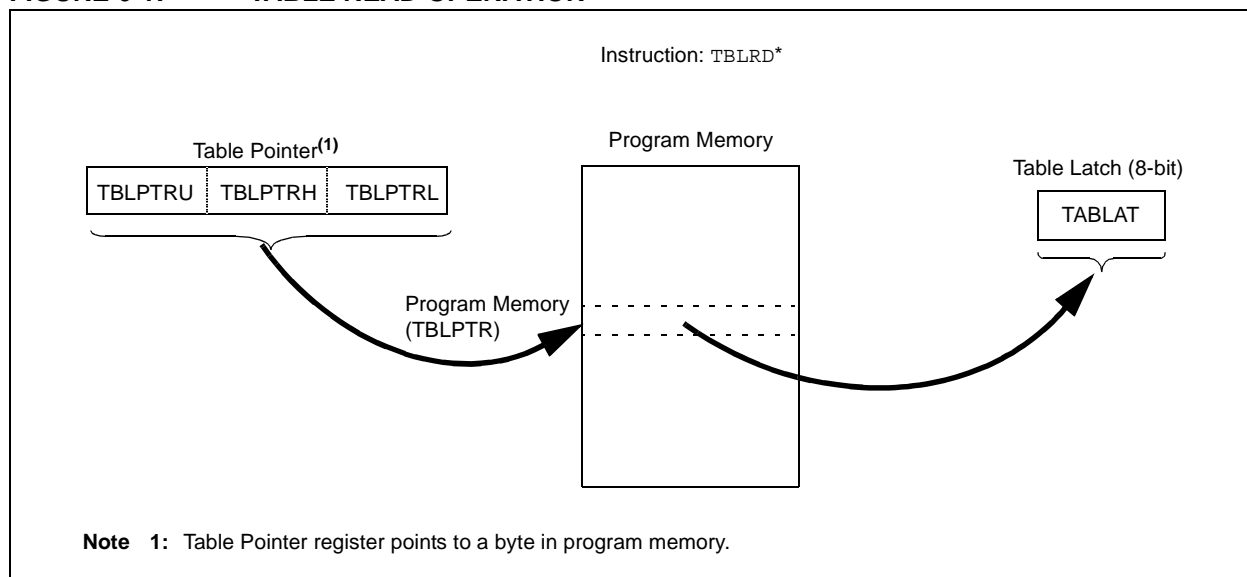 Instruction: TBLRD*
Table Pointer(1)
Program Memory
Table Latch (8-bit)
TBLPTRU TBLPTRH TBLPTRL
TABLAT
Program Memory
(TBLPTR)
Note 1: Table Pointer register points to a byte in program memory.